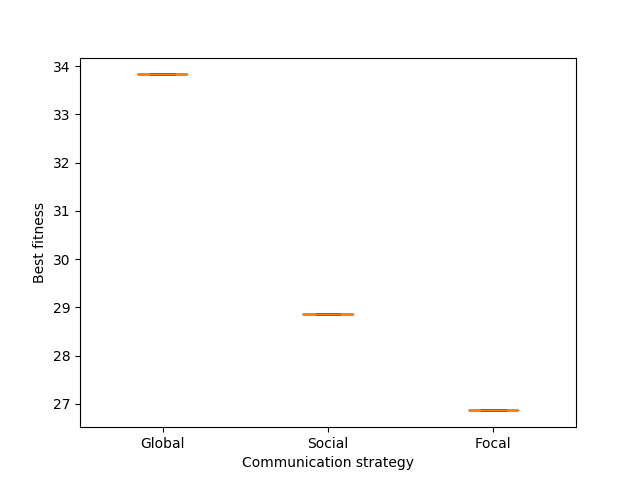 34
33
32
31
30
29
28
27
Best fitness
Global
Social
Focal
Communication strategy